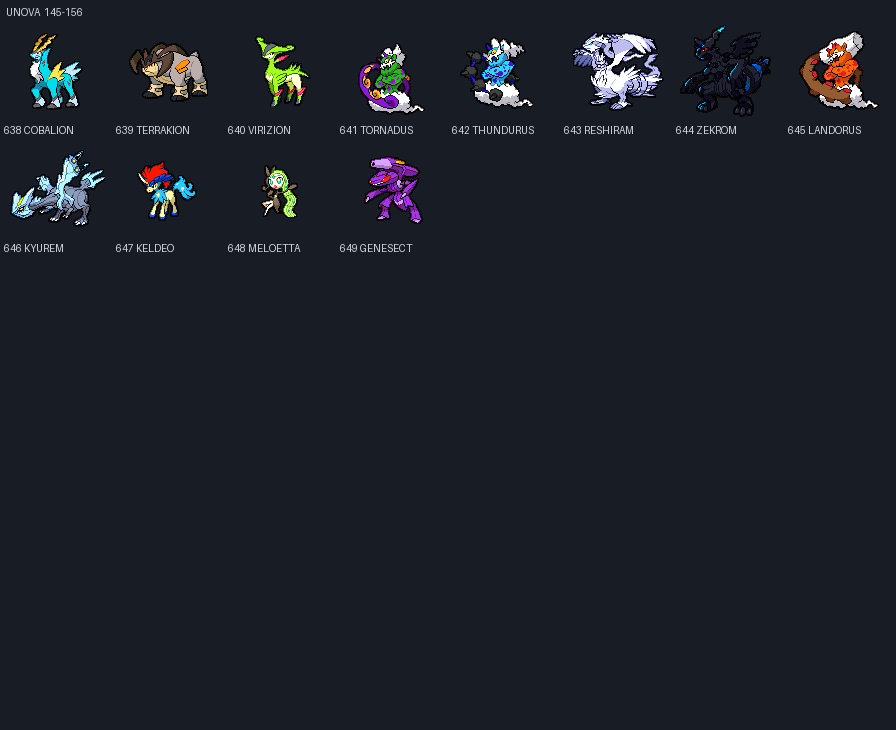 UNOVA 145-156
638 COBALION 639 TERRAKION 640 VIRIZION 641 TORNADUS 642 THUNDURUS 643 RESHIRAM 644 ZEKROM 645 LANDORUS
646 KYUREM 647 KELDEO 648 MELOETTA 649 GENESECT